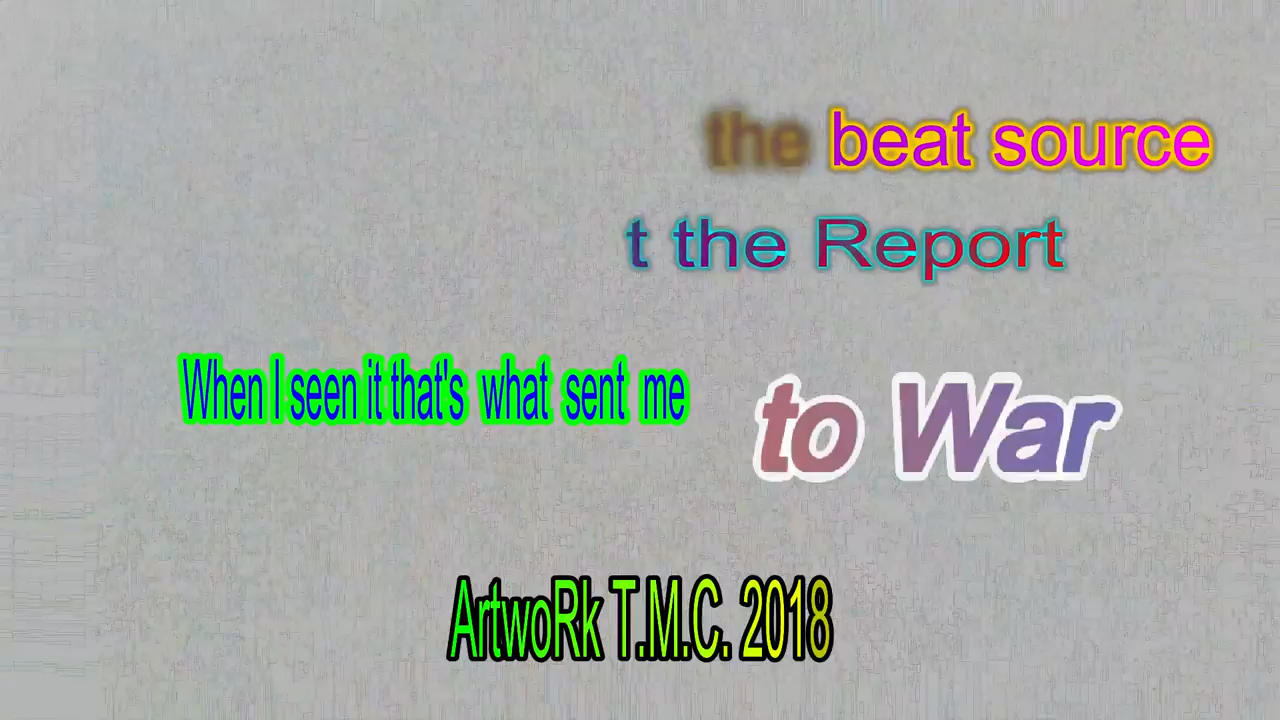 the beat source
t the Report
When I seen it that's what sent me to War
ArtwoRk T.M.C. 2018